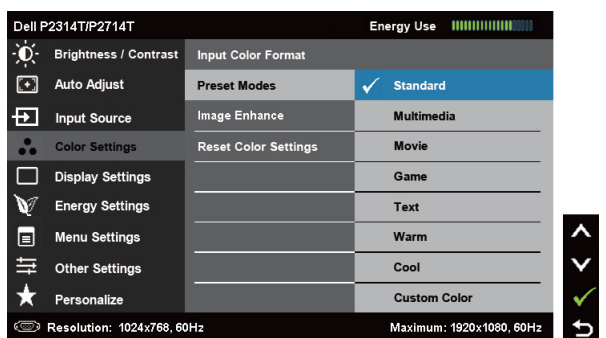 Dell P2314T/P2714T Energy Use
Brightness / Contrast Input Color Format
Auto Adjust Preset Modes Standard
Input Source Image Enhance Multimedia
Color Settings Reset Color Settings Movie
Display Settings Game
Energy Settings Text
Menu Settings Warm
Other Settings Cool
Personalize Custom Color
Resolution: 1024x768, 60Hz Maximum: 1920x1080, 60Hz